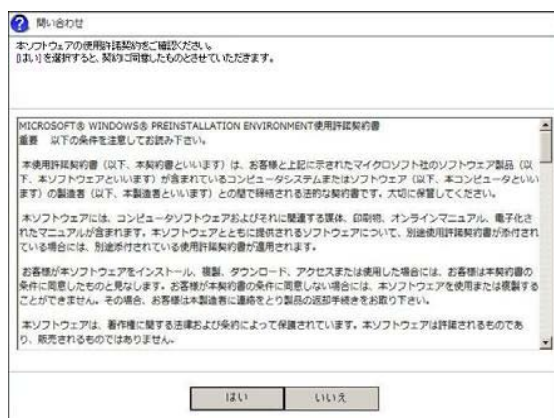 問い合わせ
本ソフトウェアの使用許諾契約をご確認ください。
[はい]を選択すると、契約に同意したものとさせていただきます。
MICROSOFT® WINDOWS® PREINSTALLATION ENVIRONMENT使用許諾契約書
重要　以下の条件を注意してお読み下さい。
本使用許諾契約書（以下、本契約書といいます）は、お客様と上記に示されたマイクロソフト社のソフトウェア製品（以
下、本ソフトウェアといいます）が含まれているコンピュータシステムまたはソフトウェア（以下、本コンピュータといい
ます）の製造者（以下、本製造者といいます）との間で締結される法的な契約書です。大切に保管してください。
本ソフトウェアには、コンピュータソフトウェアおよびそれに関連する媒体、印刷物、オンラインマニュアル、電子化さ
れたマニュアルが含まれます。本ソフトウェアとともに提供されるソフトウェアについて、別途使用許諾契約書が添付され
ている場合には、別途添付されている使用許諾契約書が適用されます。
お客様が本ソフトウェアをインストール、複製、ダウンロード、アクセスまたは使用した場合には、お客様は本契約書の
条件に同意したものと見なします。お客様が本契約書の条件に同意しない場合には、本ソフトウェアを使用または複製する
ことができません。その場合、お客様は本製造者に連絡をとり製品の返却手続きをお取り下さい。
本ソフトウェアは、著作権に関する法律および条約によって保護されています。本ソフトウェアは許諾されるものであ
り、販売されるものではありません。
はい
いいえ